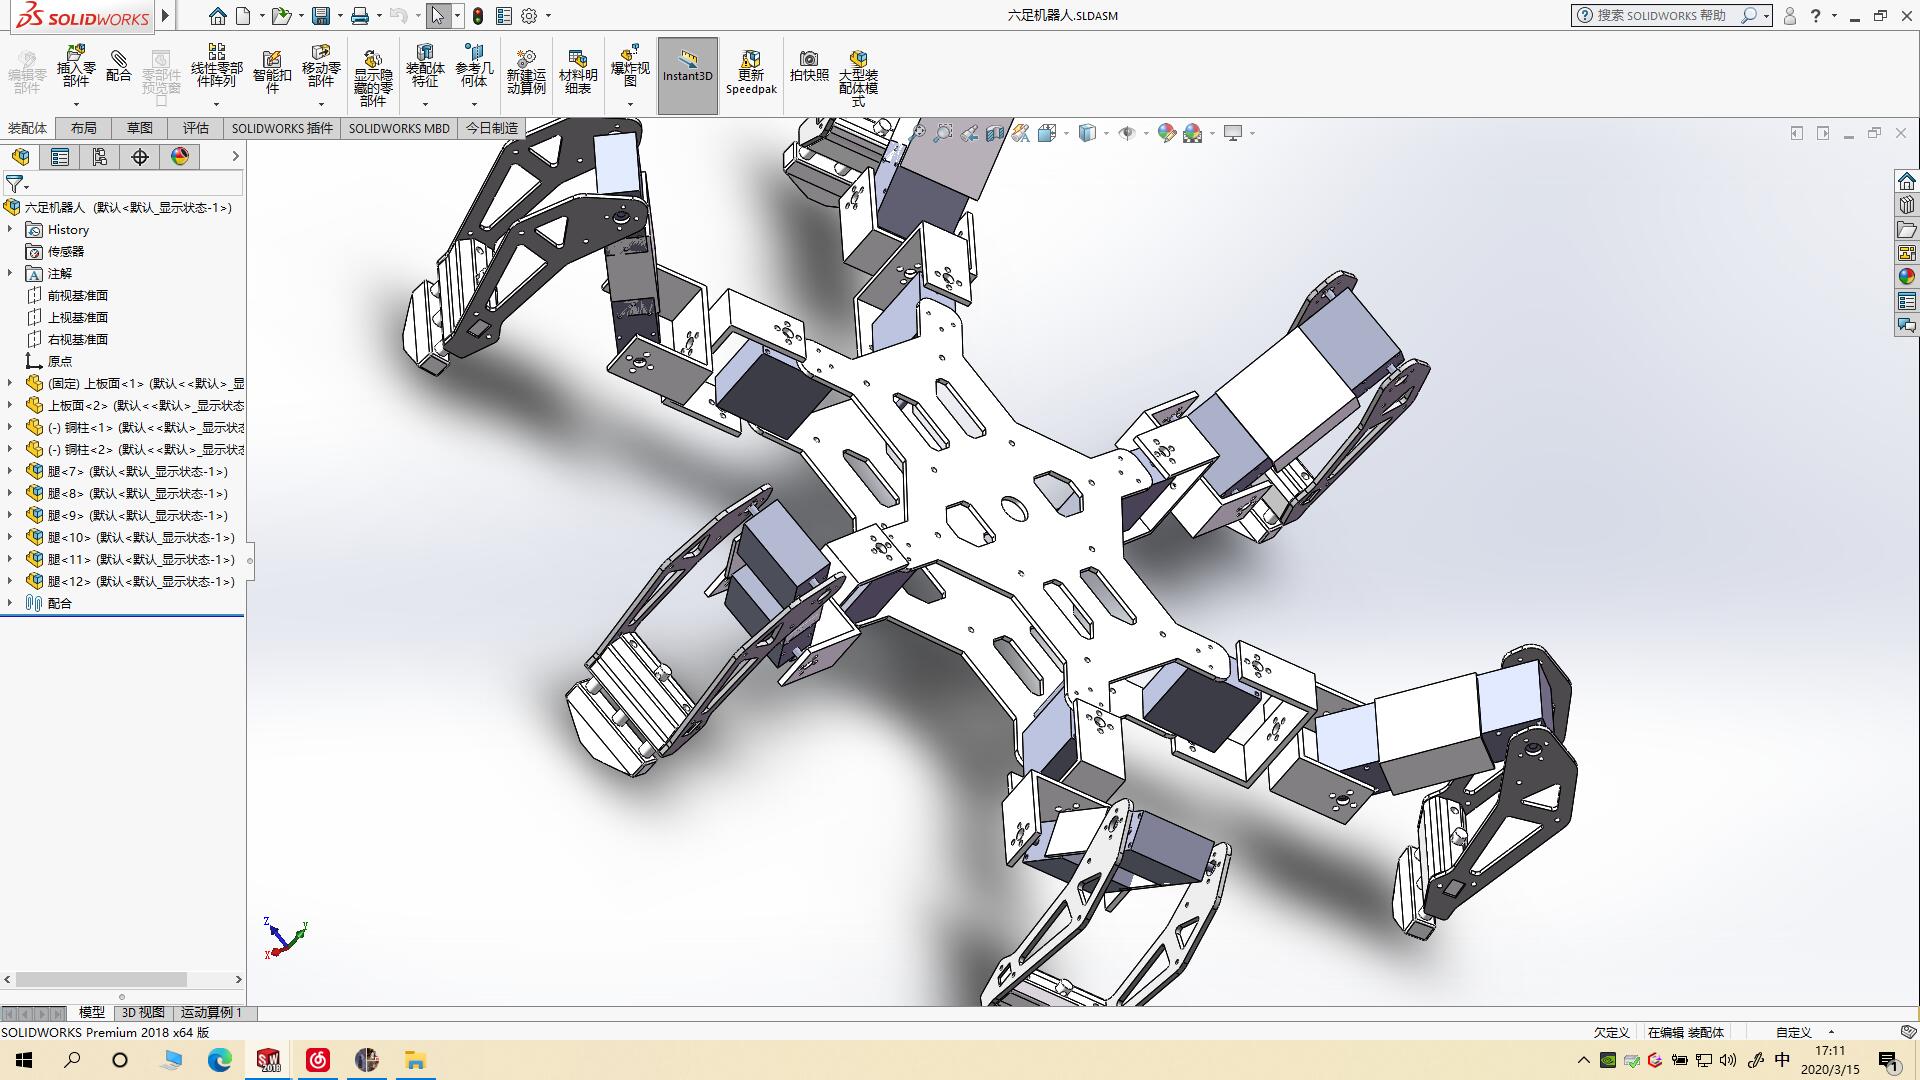 SOLIDWORKS
六足机器人.SLDASM
搜索 SOLIDWORKS 帮助
编辑零部件
插入零部件
配合
零部件预览窗口
线性零部件阵列
智能扣件
移动零部件
显示隐藏的零部件
装配体特征
参考几何体
新建运动算例
材料明细表
爆炸视图
Instant3D
更新 Speedpak
拍快照
大型装配体模式
装配体 布局 草图 评估 SOLIDWORKS 插件 SOLIDWORKS MBD 今日制造
六足机器人 (默认<默认_显示状态-1>)
History
传感器
注解
前视基准面
上视基准面
右视基准面
原点
(固定) 上板面<1> (默认<<默认>_显
上板面<2> (默认<<默认>_显示状态
(-) 铜柱<1> (默认<<默认>_显示状态
(-) 铜柱<2> (默认<<默认>_显示状态
腿<7> (默认<默认_显示状态-1>)
腿<8> (默认<默认_显示状态-1>)
腿<9> (默认<默认_显示状态-1>)
腿<10> (默认<默认_显示状态-1>)
腿<11> (默认<默认_显示状态-1>)
腿<12> (默认<默认_显示状态-1>)
配合
Z Y
X
模型 3D 视图 运动算例 1
SOLIDWORKS Premium 2018 x64 版
欠定义 在编辑 装配体 自定义
SW 2018
中
17:11
2020/3/15
1